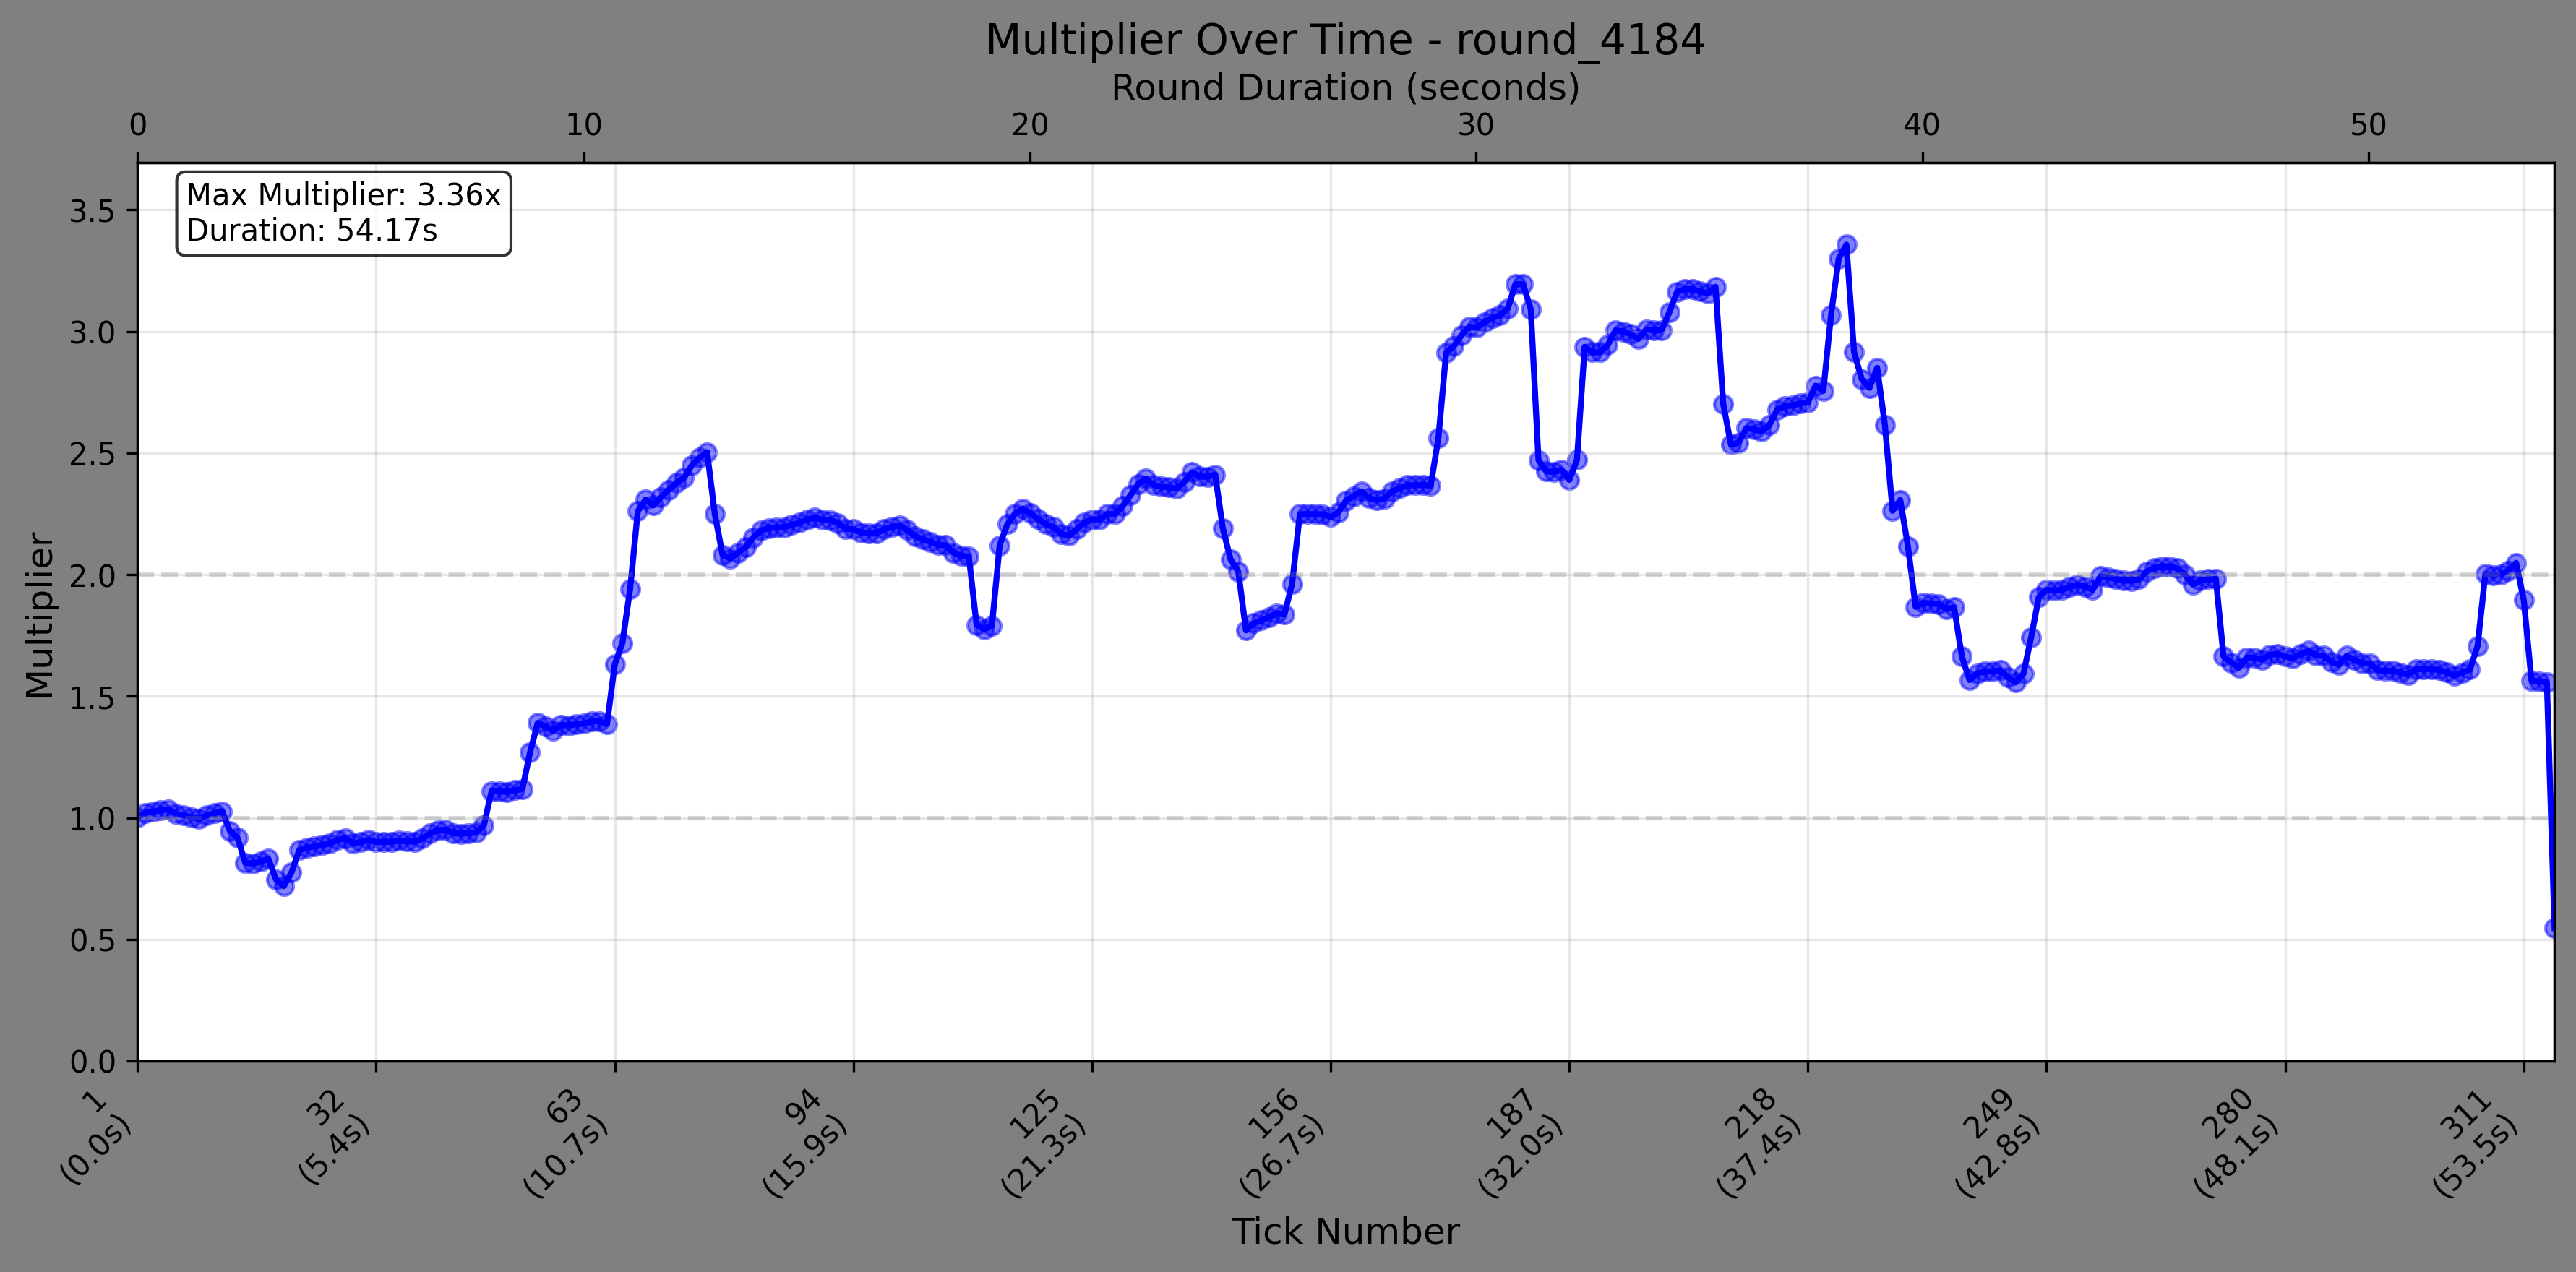 Multiplier Over Time - round_4184
Round Duration (seconds)
0 10 20 30 40 50
Max Multiplier: 3.36x
Duration: 54.17s
Multiplier
3.5
3.0
2.5
2.0
1.5
1.0
0.5
0.0
1
(0.0s)
32
(5.4s)
63
(10.7s)
94
(15.9s)
125
(21.3s)
156
(26.7s)
187
(32.0s)
218
(37.4s)
249
(42.8s)
280
(48.1s)
311
(53.5s)
Tick Number